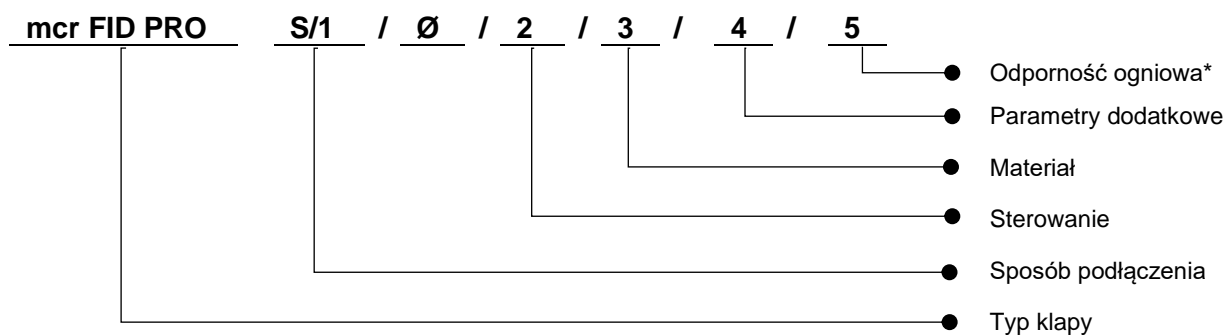 mcr FID PRO S/1 / Ø / 2 / 3 / 4 / 5
Odporność ogniowa*
Parametry dodatkowe
Materiał
Sterowanie
Sposób podłączenia
Typ klapy